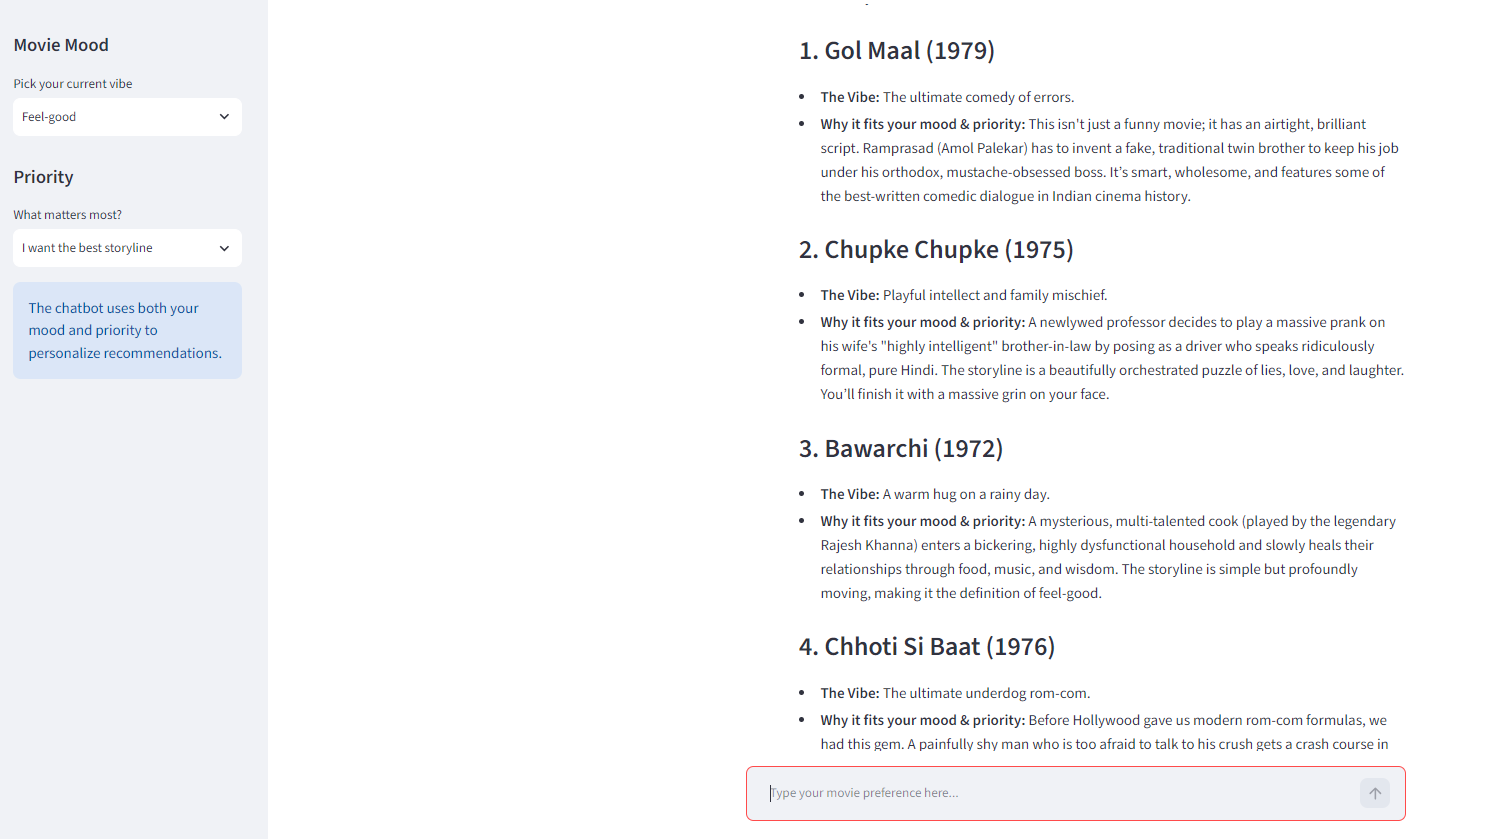 Movie Mood
Pick your current vibe
Feel-good
Priority
What matters most?
I want the best storyline
The chatbot uses both your
mood and priority to
personalize recommendations.
1. Gol Maal (1979)
• The Vibe: The ultimate comedy of errors.
• Why it fits your mood & priority: This isn't just a funny movie; it has an airtight, brilliant
script. Ramprasad (Amol Palekar) has to invent a fake, traditional twin brother to keep his job
under his orthodox, mustache-obsessed boss. It’s smart, wholesome, and features some of
the best-written comedic dialogue in Indian cinema history.
2. Chupke Chupke (1975)
• The Vibe: Playful intellect and family mischief.
• Why it fits your mood & priority: A newlywed professor decides to play a massive prank on
his wife's "highly intelligent" brother-in-law by posing as a driver who speaks ridiculously
formal, pure Hindi. The storyline is a beautifully orchestrated puzzle of lies, love, and laughter.
You’ll finish it with a massive grin on your face.
3. Bawarchi (1972)
• The Vibe: A warm hug on a rainy day.
• Why it fits your mood & priority: A mysterious, multi-talented cook (played by the legendary
Rajesh Khanna) enters a bickering, highly dysfunctional household and slowly heals their
relationships through food, music, and wisdom. The storyline is simple but profoundly
moving, making it the definition of feel-good.
4. Chhoti Si Baat (1976)
• The Vibe: The ultimate underdog rom-com.
• Why it fits your mood & priority: Before Hollywood gave us modern rom-com formulas, we
had this gem. A painfully shy man who is too afraid to talk to his crush gets a crash course in
Type your movie preference here...